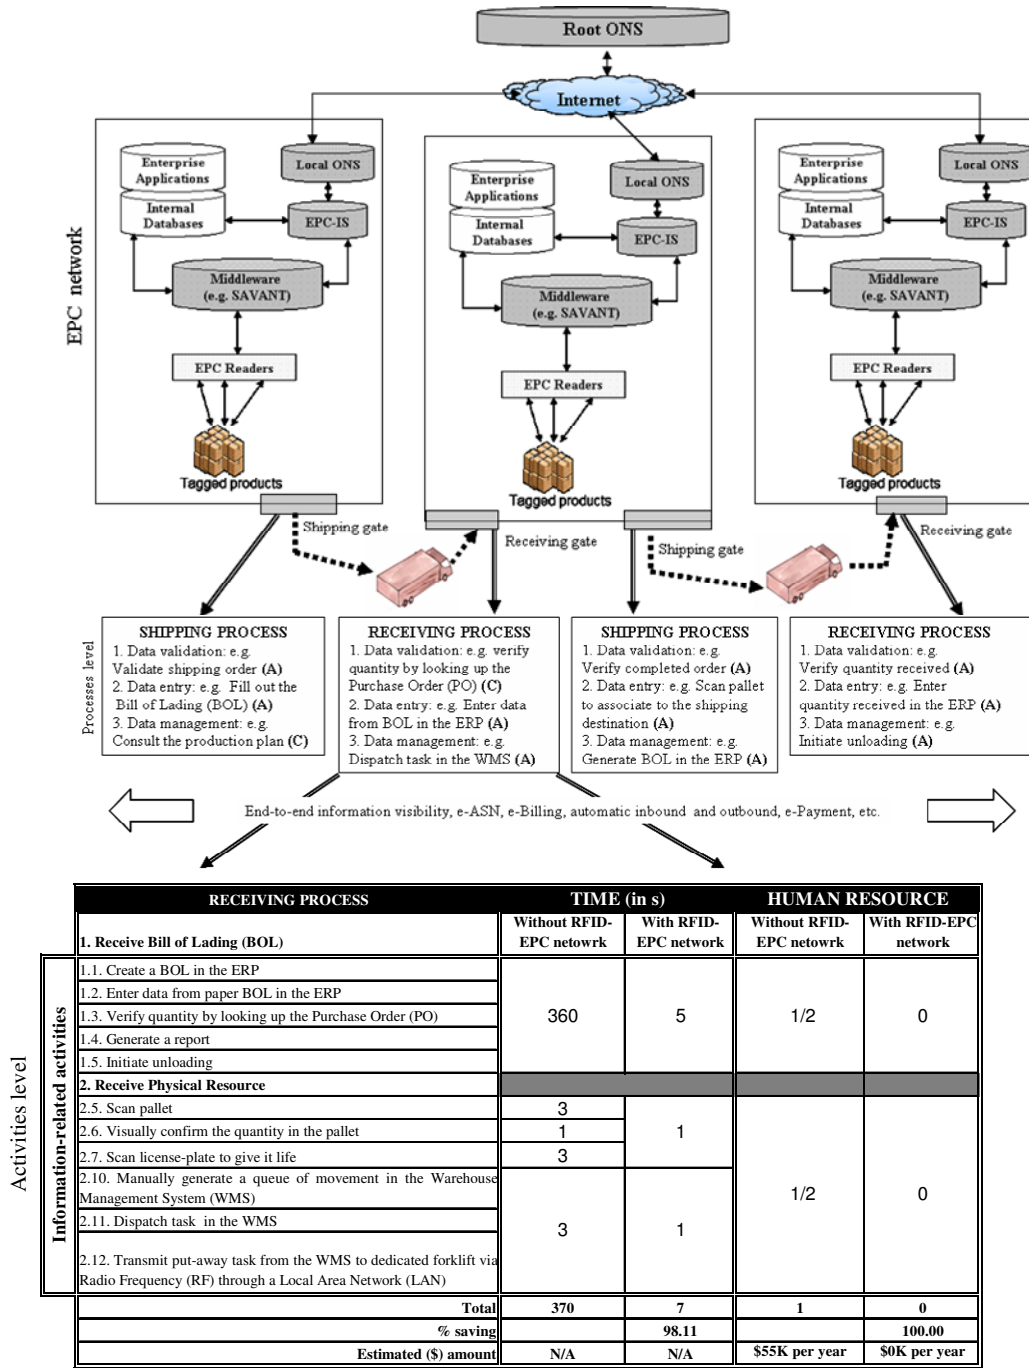 Root ONS
Internet
EPC network
Enterprise
Applications
Internal
Databases
Local ONS
EPC-IS
Middleware
(e.g. SAVANT)
EPC Readers
Tagged products
Enterprise
Applications
Internal
Databases
Local ONS
EPC-IS
Middleware
(e.g. SAVANT)
EPC Readers
Tagged products
Enterprise
Applications
Internal
Databases
Local ONS
EPC-IS
Middleware
(e.g. SAVANT)
EPC Readers
Tagged products
Shipping gate
Receiving gate
Shipping gate
Receiving gate
Processes level
SHIPPING PROCESS
1. Data validation: e.g.
Validate shipping order (A)
2. Data entry: e.g. Fill out the
Bill of Lading (BOL) (A)
3. Data management: e.g.
Consult the production plan (C)
RECEIVING PROCESS
1. Data validation: e.g. verify
quantity by looking up the
Purchase Order (PO) (C)
2. Data entry: e.g. Enter data
from BOL in the ERP (A)
3. Data management: e.g.
Dispatch task in the WMS (A)
SHIPPING PROCESS
1. Data validation: e.g.
Verify completed order (A)
2. Data entry: e.g. Scan pallet
to associate to the shipping
destination (A)
3. Data management: e.g.
Generate BOL in the ERP (A)
RECEIVING PROCESS
1. Data validation: e.g.
Verify quantity received (A)
2. Data entry: e.g. Enter
quantity received in the ERP (A)
3. Data management: e.g.
Initiate unloading (A)
End-to-end information visibility, e-ASN, e-Billing, automatic inbound and outbound, e-Payment, etc.
Activities level
Information-related activities
RECEIVING PROCESS TIME (in s) HUMAN RESOURCE
1. Receive Bill of Lading (BOL) Without RFID-EPC netowrk With RFID-EPC network Without RFID-EPC netowrk With RFID-EPC network
1.1. Create a BOL in the ERP
1.2. Enter data from paper BOL in the ERP
1.3. Verify quantity by looking up the Purchase Order (PO) 360 5 1/2 0
1.4. Generate a report
1.5. Initiate unloading
2. Receive Physical Resource
2.5. Scan pallet 3
2.6. Visually confirm the quantity in the pallet 1 1
2.7. Scan license-plate to give it life 3
2.10. Manually generate a queue of movement in the Warehouse
Management System (WMS) 1/2 0
2.11. Dispatch task in the WMS 3 1
2.12. Transmit put-away task from the WMS to dedicated forklift via
Radio Frequency (RF) through a Local Area Network (LAN)
Total 370 7 1 0
% saving 98.11 100.00
Estimated ($) amount N/A N/A $55K per year $0K per year